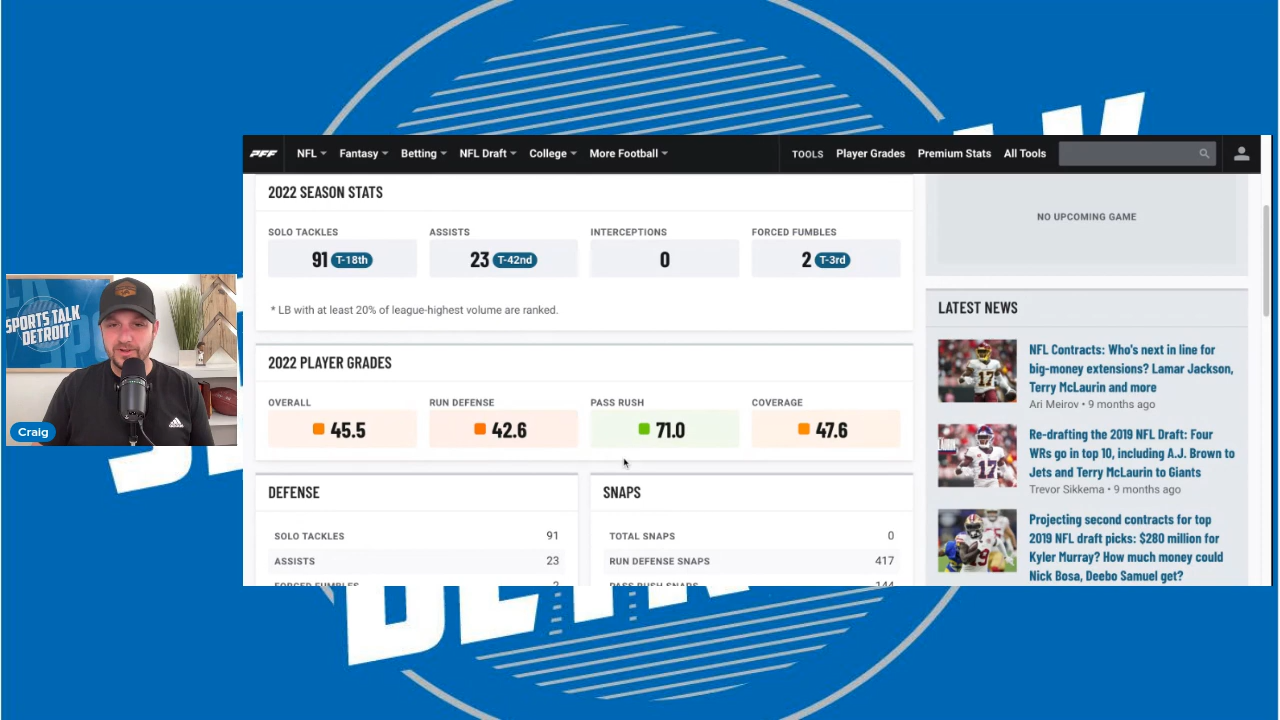 PFF
NFL
Fantasy
Betting
NFL Draft
College
More Football
TOOLS
Player Grades
Premium Stats
All Tools
2022 SEASON STATS
SOLO TACKLES
ASSISTS
INTERCEPTIONS
FORCED FUMBLES
91 T-18th
23 T-42nd
0
2 T-3rd
* LB with at least 20% of league-highest volume are ranked.
2022 PLAYER GRADES
OVERALL
RUN DEFENSE
PASS RUSH
COVERAGE
45.5
42.6
71.0
47.6
DEFENSE
SOLO TACKLES 91
ASSISTS 23
FORCED FUMBLES 2
SNAPS
TOTAL SNAPS 0
RUN DEFENSE SNAPS 417
PASS RUSH SNAPS 144
NO UPCOMING GAME
LATEST NEWS
NFL Contracts: Who's next in line for
big-money extensions? Lamar Jackson,
Terry McLaurin and more
Ari Meirov • 9 months ago
Re-drafting the 2019 NFL Draft: Four
WRs go in top 10, including A.J. Brown to
Jets and Terry McLaurin to Giants
Trevor Sikkema • 9 months ago
Projecting second contracts for top
2019 NFL draft picks: $280 million for
Kyler Murray? How much money could
Nick Bosa, Deebo Samuel get?
SPORTS TALK
DETROIT
Craig